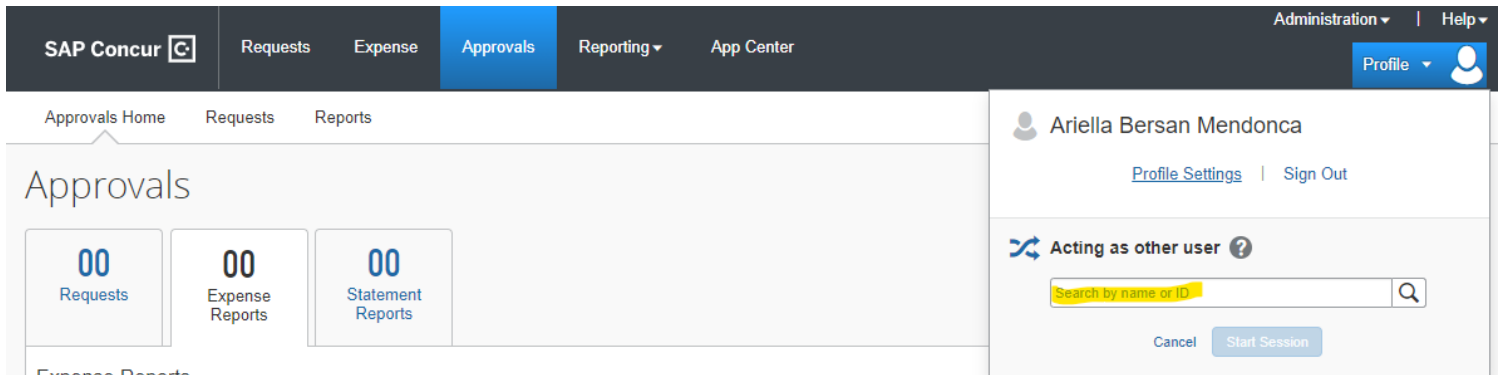 Administration | Help
SAP Concur C Requests Expense Approvals Reporting App Center
Profile
Approvals Home Requests Reports
Ariella Bersan Mendonca
Profile Settings | Sign Out
Approvals
00 Requests
00 Expense Reports
00 Statement Reports
Acting as other user ?
Search by name or ID
Cancel Start Session
Expense Reports